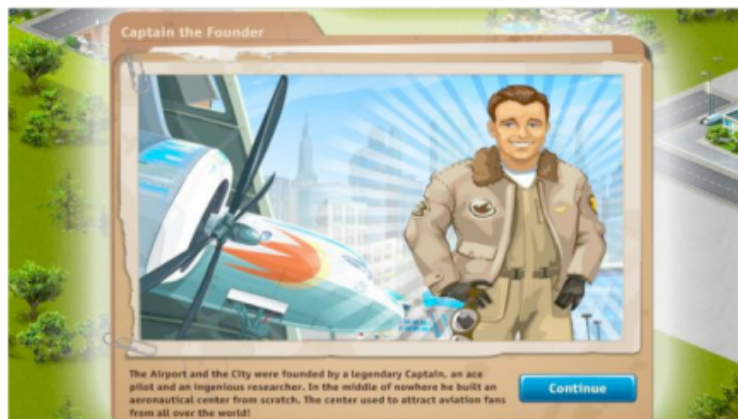 Captain the Founder
The Airport and the City were founded by a legendary Captain, an ace
pilot and an ingenious researcher. In the middle of nowhere he built an
aeronautical center from scratch. The center used to attract aviation fans
from all over the world!
Continue